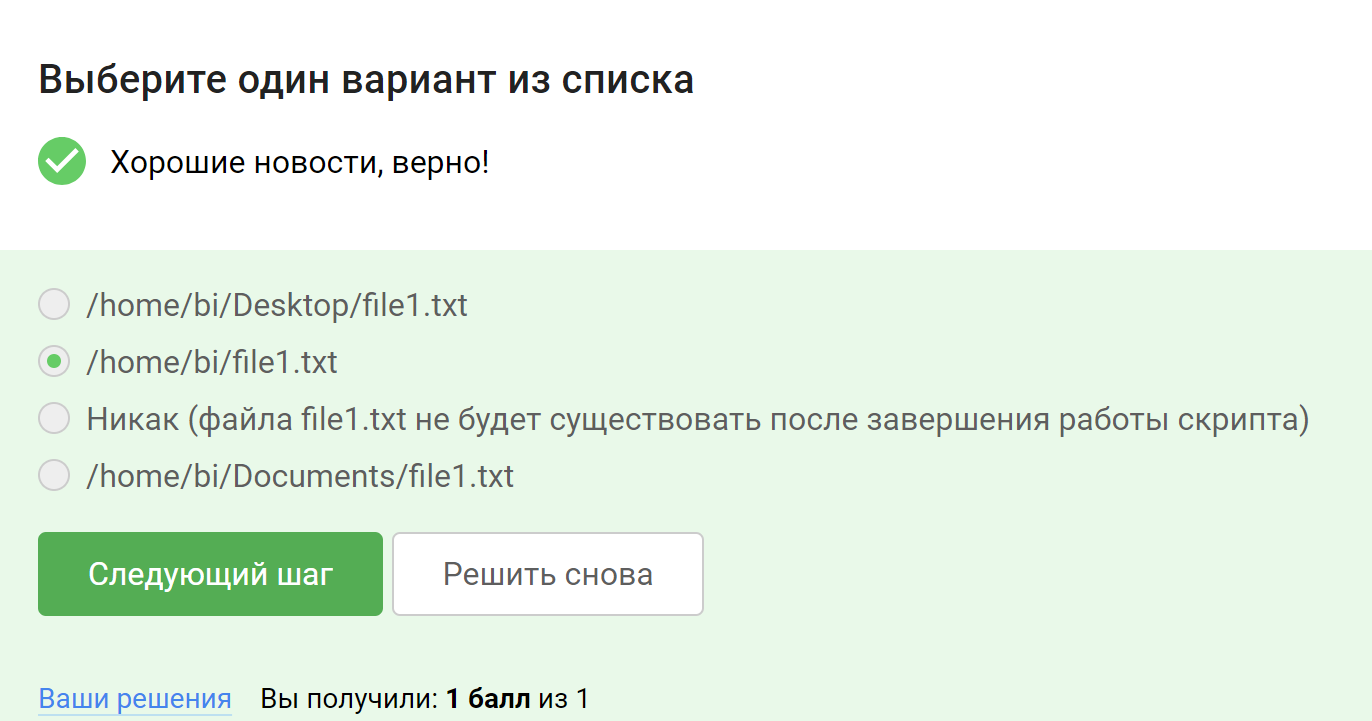 Выберите один вариант из списка
Хорошие новости, верно!
/home/bi/Desktop/file1.txt
/home/bi/file1.txt
Никак (файла file1.txt не будет существовать после завершения работы скрипта)
/home/bi/Documents/file1.txt
Следующий шаг
Решить снова
Ваши решения Вы получили: 1 балл из 1